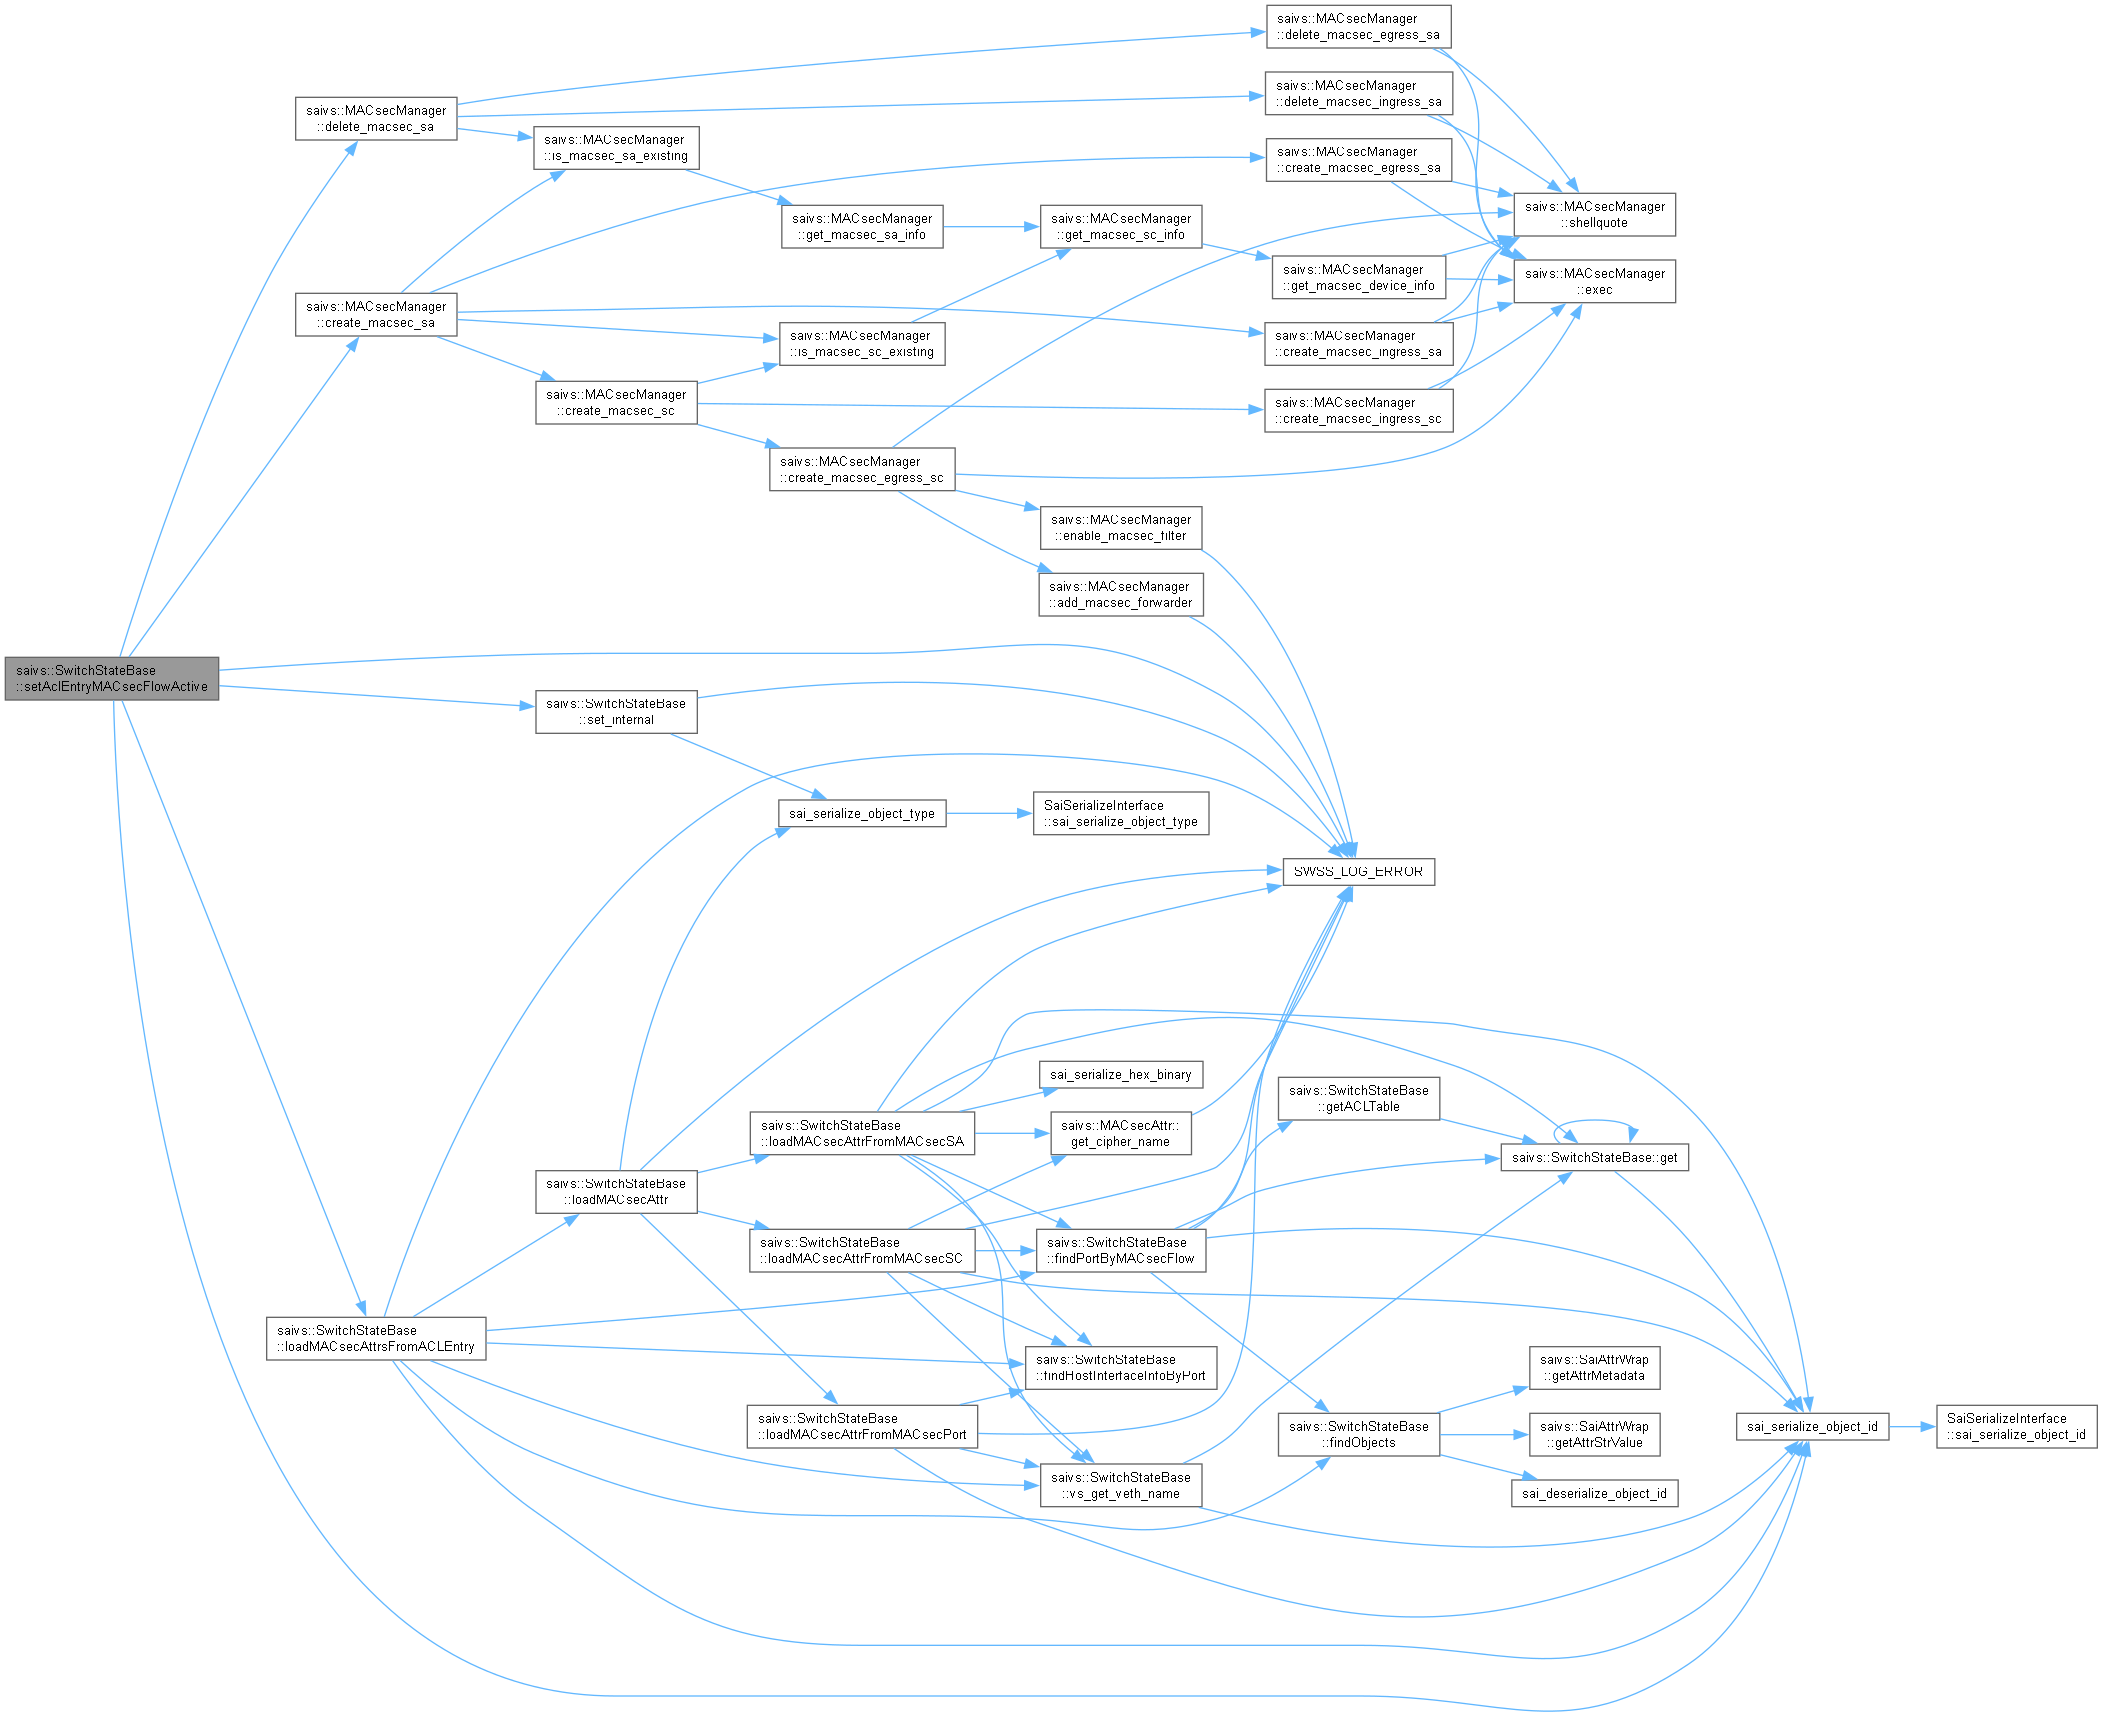 saivs::MACsecManager
::delete_macsec_egress_sa
saivs::MACsecManager
::delete_macsec_ingress_sa
saivs::MACsecManager
::delete_macsec_sa
saivs::MACsecManager
::is_macsec_sa_existing
saivs::MACsecManager
::create_macsec_egress_sa
saivs::MACsecManager
::shellquote
saivs::MACsecManager
::get_macsec_sa_info
saivs::MACsecManager
::get_macsec_sc_info
saivs::MACsecManager
::get_macsec_device_info
saivs::MACsecManager
::exec
saivs::MACsecManager
::create_macsec_sa
saivs::MACsecManager
::is_macsec_sc_existing
saivs::MACsecManager
::create_macsec_ingress_sa
saivs::MACsecManager
::create_macsec_sc
saivs::MACsecManager
::create_macsec_ingress_sc
saivs::MACsecManager
::create_macsec_egress_sc
saivs::MACsecManager
::enable_macsec_filter
saivs::MACsecManager
::add_macsec_forwarder
saivs::SwitchStateBase
::setAclEntryMACsecFlowActive
saivs::SwitchStateBase
::set_internal
sai_serialize_object_type
SaiSerializeInterface
::sai_serialize_object_type
SWSS_LOG_ERROR
sai_serialize_hex_binary
saivs::SwitchStateBase
::getACLTable
saivs::SwitchStateBase
::loadMACsecAttrFromMACsecSA
saivs::MACsecAttr::
get_cipher_name
saivs::SwitchStateBase::get
saivs::SwitchStateBase
::loadMACsecAttr
saivs::SwitchStateBase
::loadMACsecAttrFromMACsecSC
saivs::SwitchStateBase
::findPortByMACsecFlow
saivs::SwitchStateBase
::loadMACsecAttrsFromACLEntry
saivs::SwitchStateBase
::findHostInterfaceInfoByPort
saivs::SaiAttrWrap
::getAttrMetadata
saivs::SwitchStateBase
::loadMACsecAttrFromMACsecPort
saivs::SwitchStateBase
::findObjects
saivs::SaiAttrWrap
::getAttrStrValue
sai_serialize_object_id
SaiSerializeInterface
::sai_serialize_object_id
saivs::SwitchStateBase
::vs_get_veth_name
sai_deserialize_object_id